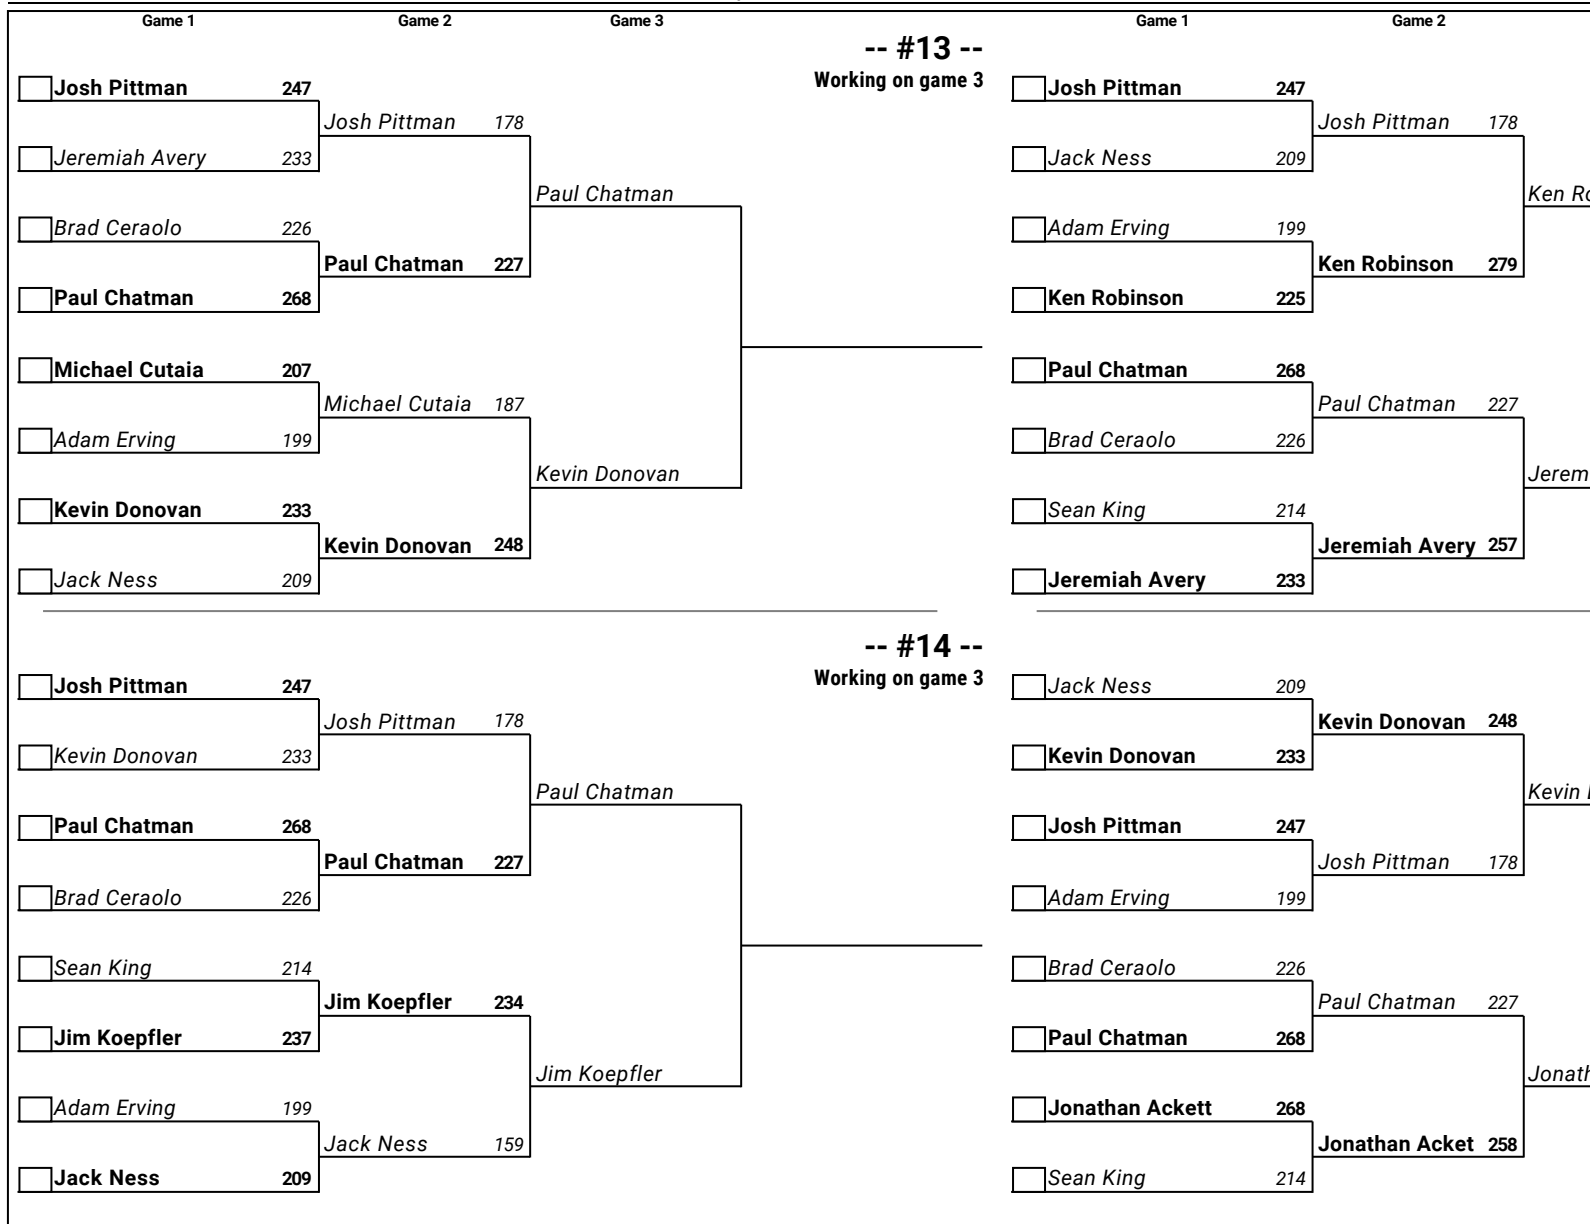 Game 1 Game 2 Game 3 Game 1 Game 2
-- #13 --
Working on game 3
Josh Pittman 247
Josh Pittman 178
Jeremiah Avery 233
Paul Chatman
Brad Ceraolo 226
Paul Chatman 227
Paul Chatman 268
Michael Cutaia 207
Michael Cutaia 187
Adam Erving 199
Kevin Donovan
Kevin Donovan 233
Kevin Donovan 248
Jack Ness 209
Josh Pittman 247
Josh Pittman 178
Jack Ness 209
Ken Ro
Adam Erving 199
Ken Robinson 279
Ken Robinson 225
Paul Chatman 268
Paul Chatman 227
Brad Ceraolo 226
Jerem
Sean King 214
Jeremiah Avery 257
Jeremiah Avery 233
-- #14 --
Working on game 3
Josh Pittman 247
Josh Pittman 178
Kevin Donovan 233
Paul Chatman
Paul Chatman 268
Paul Chatman 227
Brad Ceraolo 226
Sean King 214
Jim Koepfler 234
Jim Koepfler 237
Jim Koepfler
Adam Erving 199
Jack Ness 159
Jack Ness 209
Jack Ness 209
Kevin Donovan 248
Kevin Donovan 233
Kevin
Josh Pittman 247
Josh Pittman 178
Adam Erving 199
Brad Ceraolo 226
Paul Chatman 227
Paul Chatman 268
Jonath
Jonathan Ackett 268
Jonathan Acket 258
Sean King 214